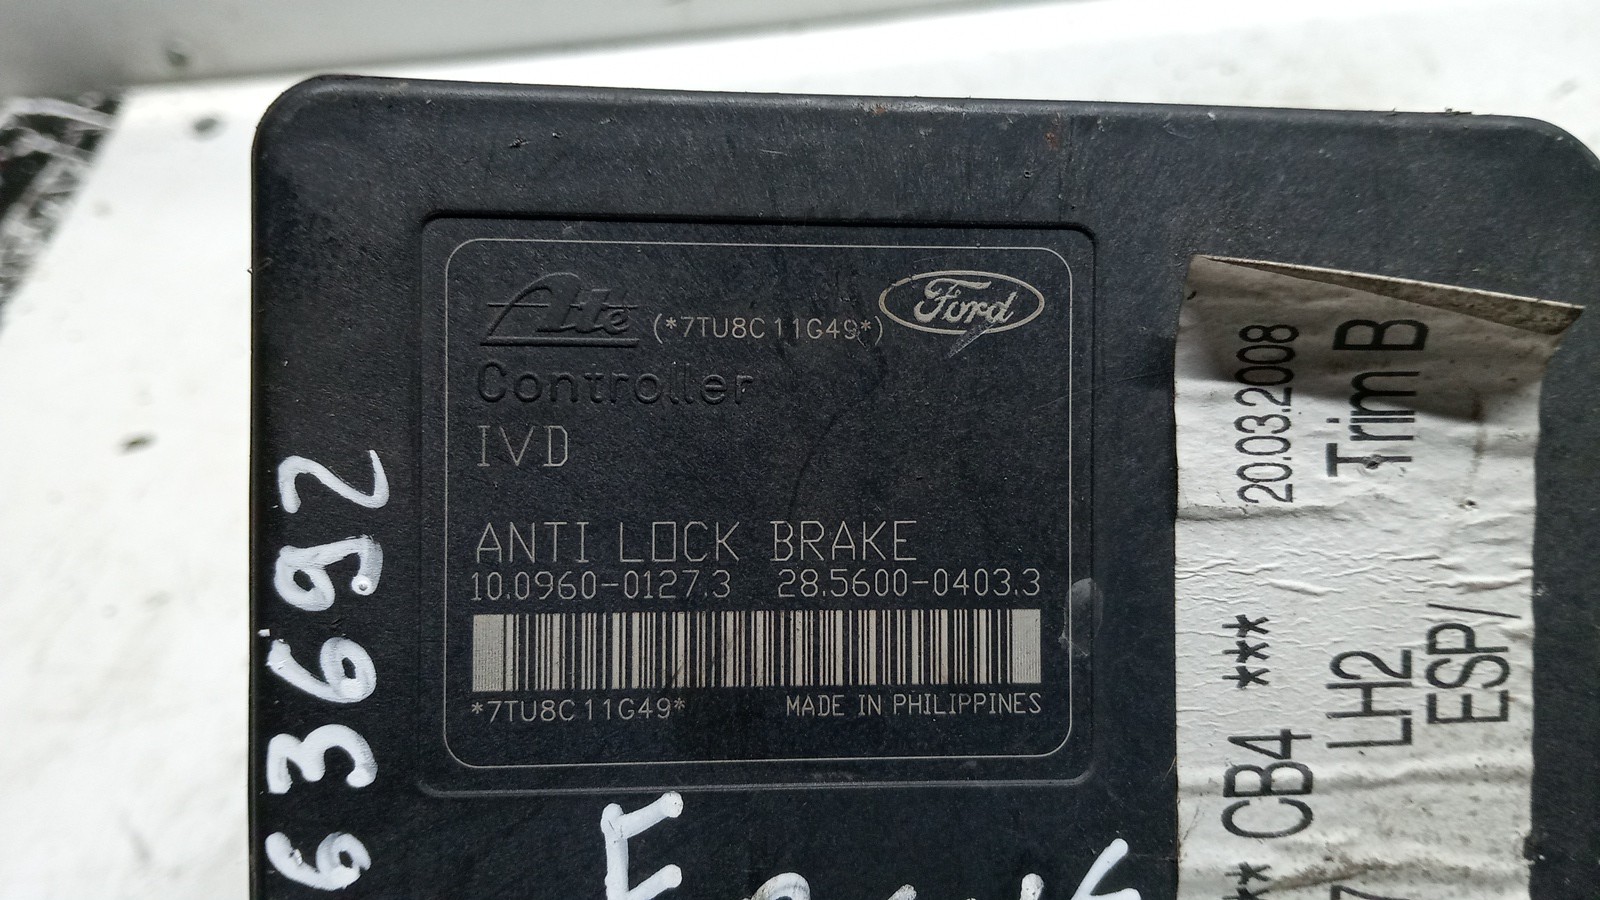 Ate (*7TU8C11G49*) Ford
Controller
IVD
ANTI LOCK BRAKE
10.0960-0127.3 28.5600-0403.3
*7TU8C11G49* MADE IN PHILIPPINES
63692
20.03.2008
Trim B
CB4 ***
LH2
ESP/